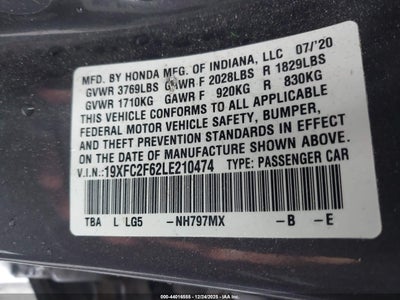 MFD. BY HONDA MFG. OF INDIANA, LLC 07/'20
GVWR 3769LBS GAWR F 2028LBS R 1829LBS
GVWR 1710KG GAWR F 920KG R 830KG
THIS VEHICLE CONFORMS TO ALL APPLICABLE
FEDERAL MOTOR VEHICLE SAFETY, BUMPER,
AND THEFT PREVENTION STANDARDS IN EFFECT
ON THE DATE OF MANUFACTURE SHOWN ABOVE.
V.I.N.:19XFC2F62LE210474 TYPE: PASSENGER CAR
TBA L LG5 -NH797MX -B -E
000-44016555 - 12/24/2025 - IAAI.COM